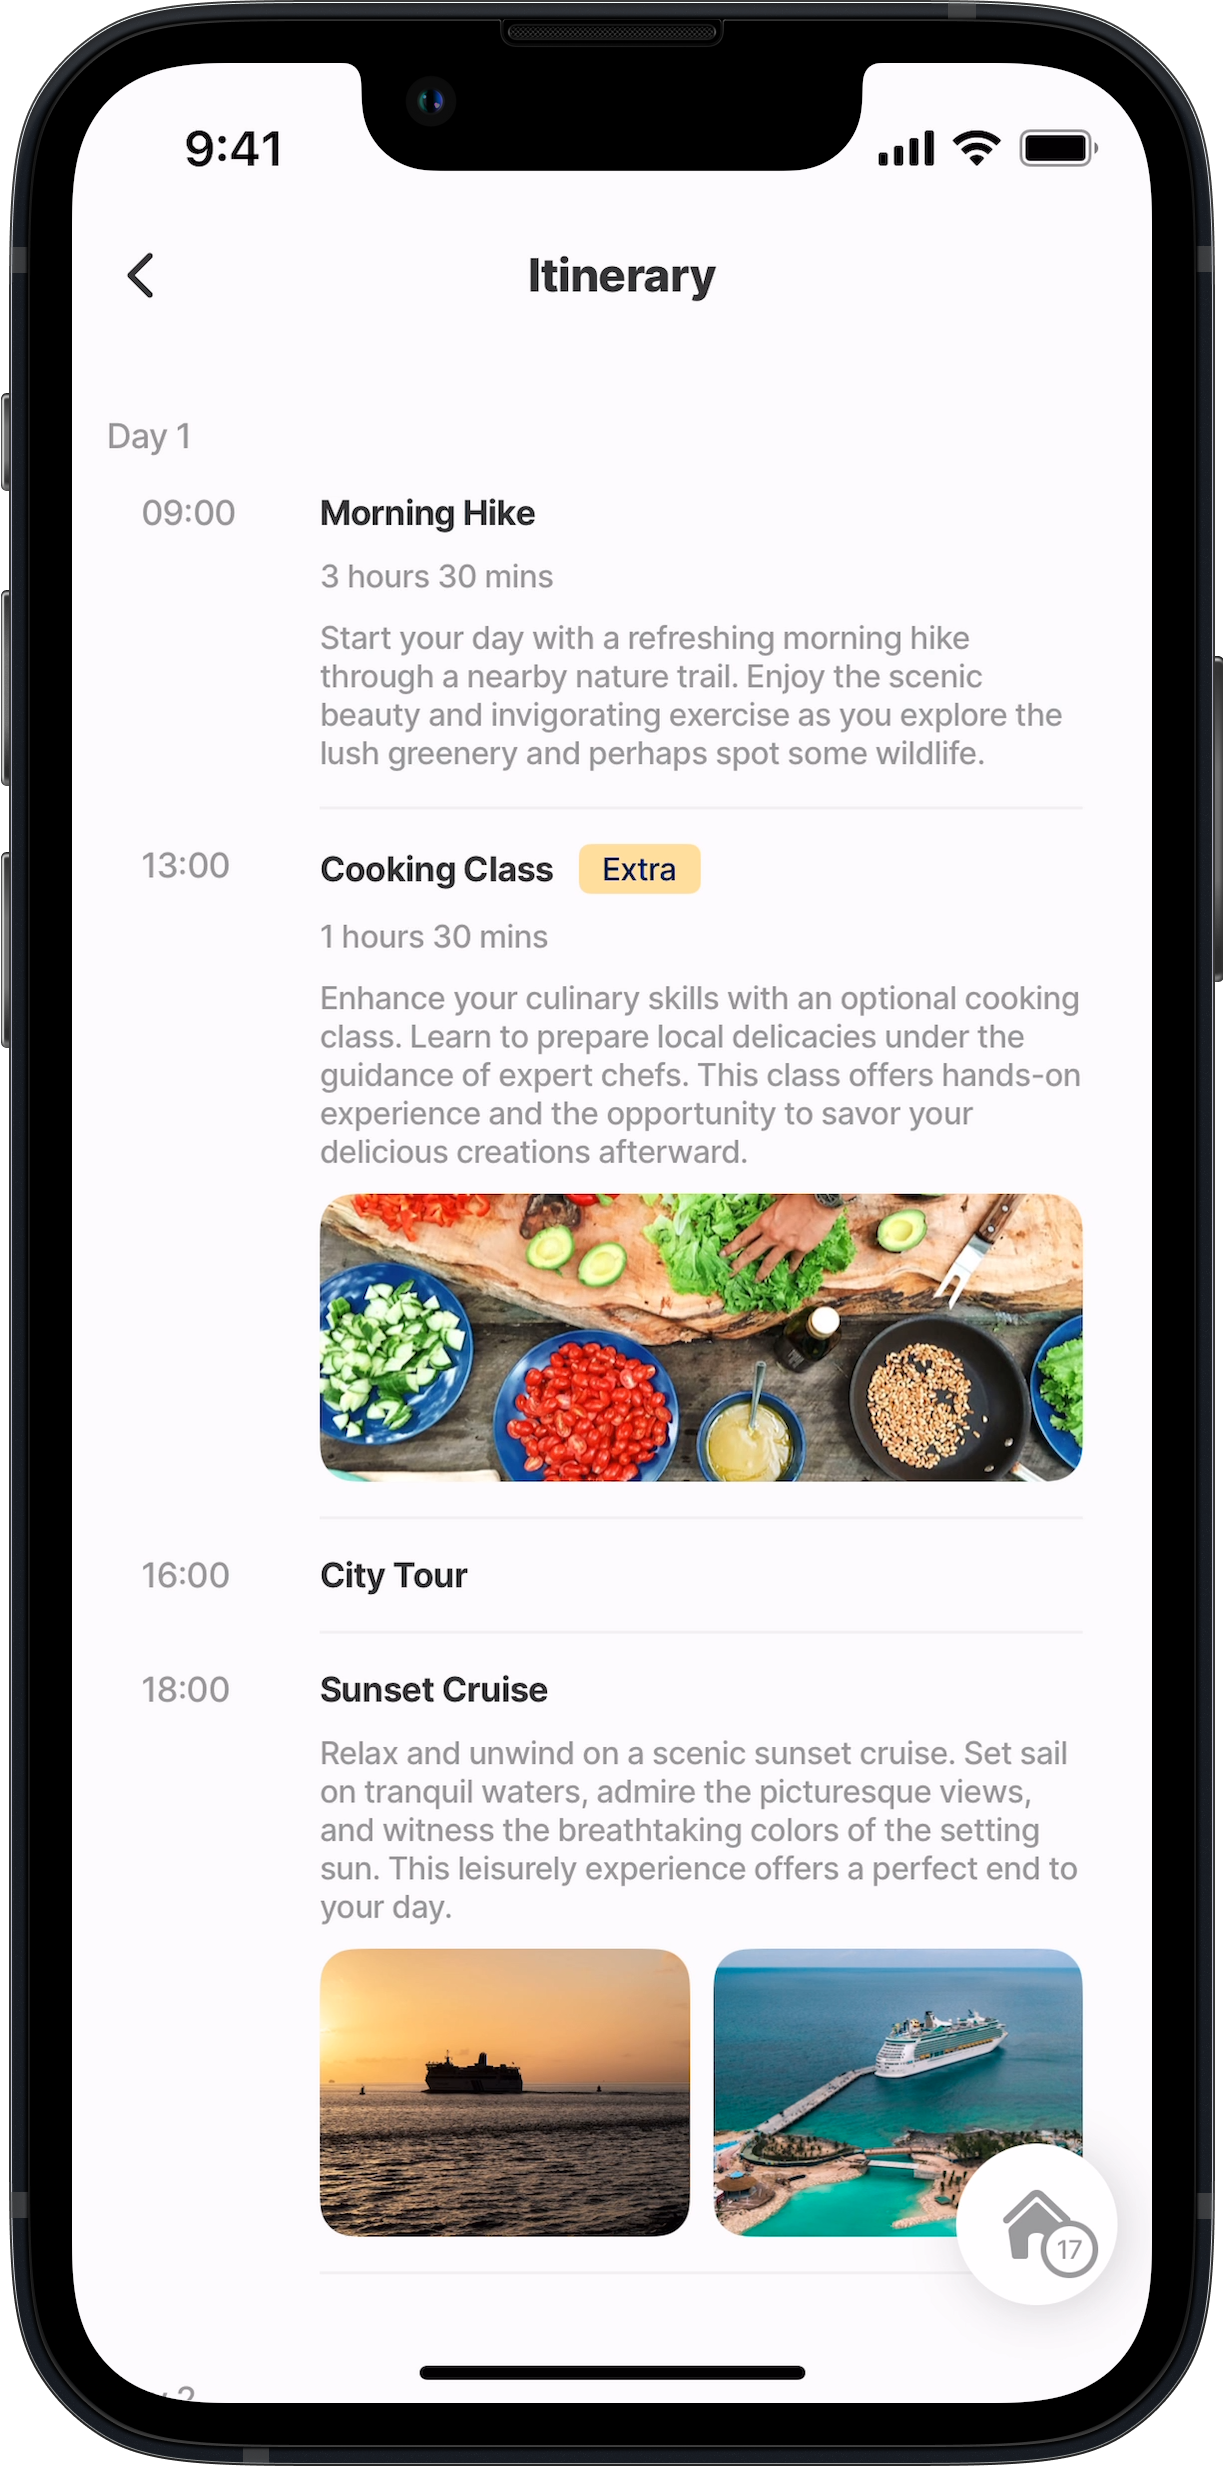 9:41
Itinerary
Day 1
09:00
Morning Hike
3 hours 30 mins
Start your day with a refreshing morning hike
through a nearby nature trail. Enjoy the scenic
beauty and invigorating exercise as you explore the
lush greenery and perhaps spot some wildlife.
13:00
Cooking Class
Extra
1 hours 30 mins
Enhance your culinary skills with an optional cooking
class. Learn to prepare local delicacies under the
guidance of expert chefs. This class offers hands-on
experience and the opportunity to savor your
delicious creations afterward.
16:00
City Tour
18:00
Sunset Cruise
Relax and unwind on a scenic sunset cruise. Set sail
on tranquil waters, admire the picturesque views,
and witness the breathtaking colors of the setting
sun. This leisurely experience offers a perfect end to
your day.
17
2